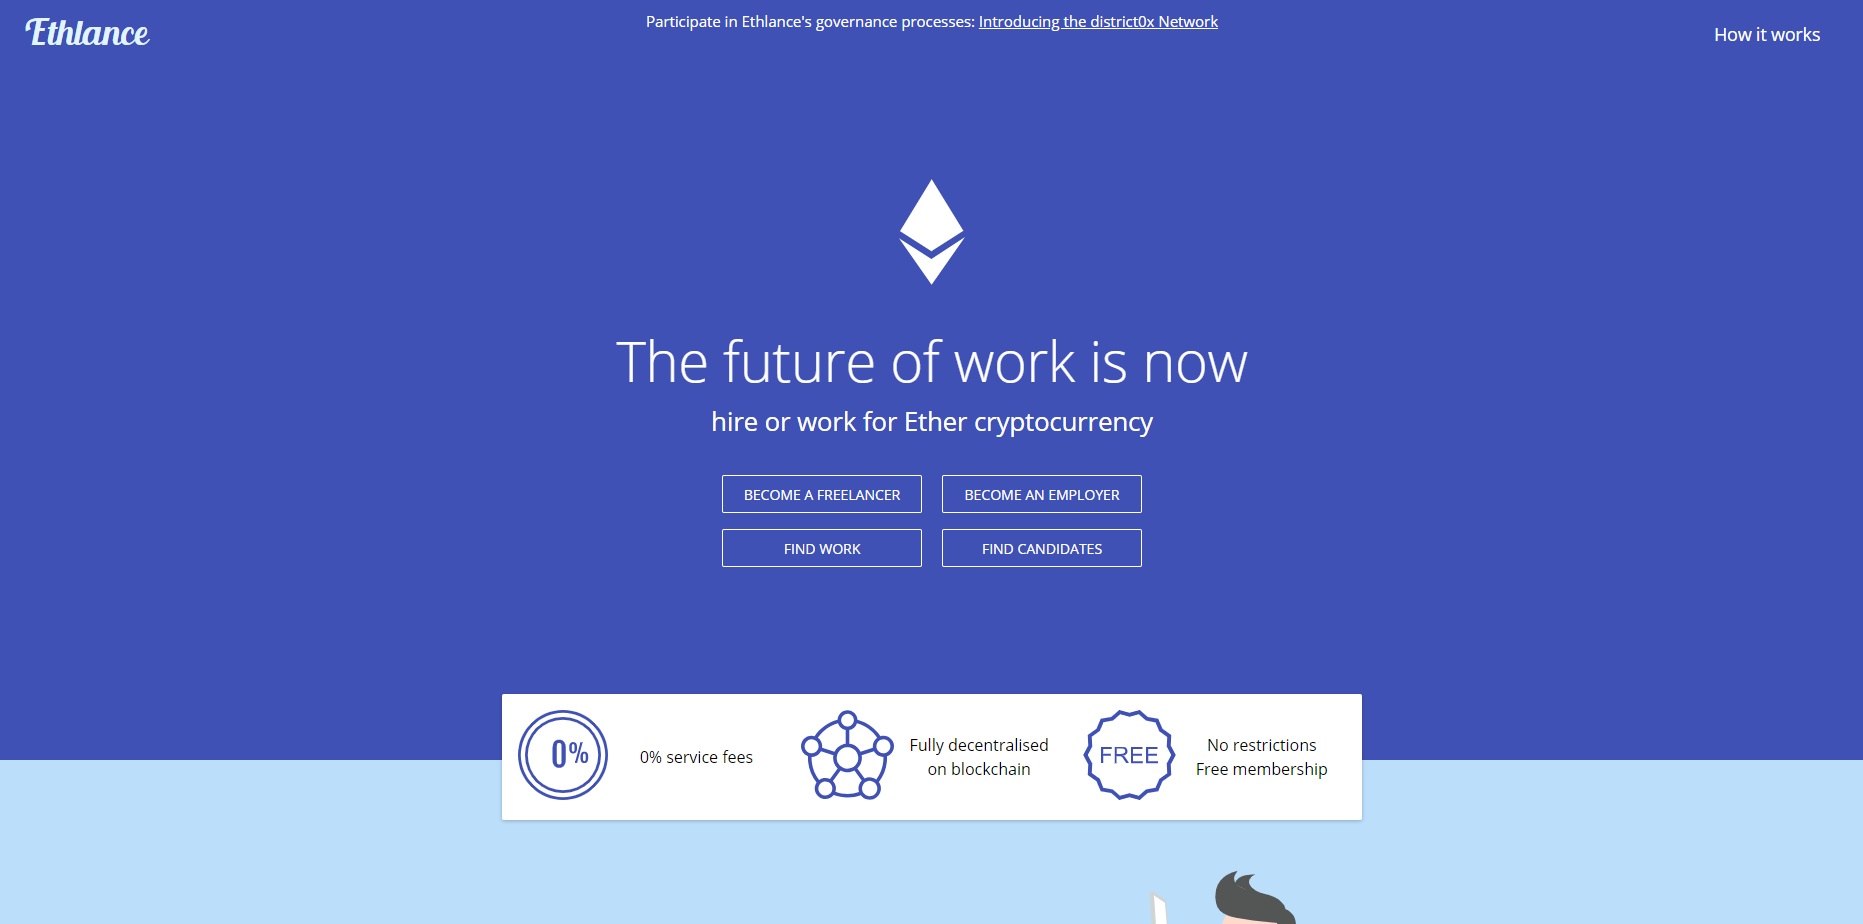 Ethlance
Participate in Ethlance's governance processes: Introducing the district0x Network
How it works
The future of work is now
hire or work for Ether cryptocurrency
BECOME A FREELANCER
BECOME AN EMPLOYER
FIND WORK
FIND CANDIDATES
0%
0% service fees
Fully decentralised
on blockchain
FREE
No restrictions
Free membership